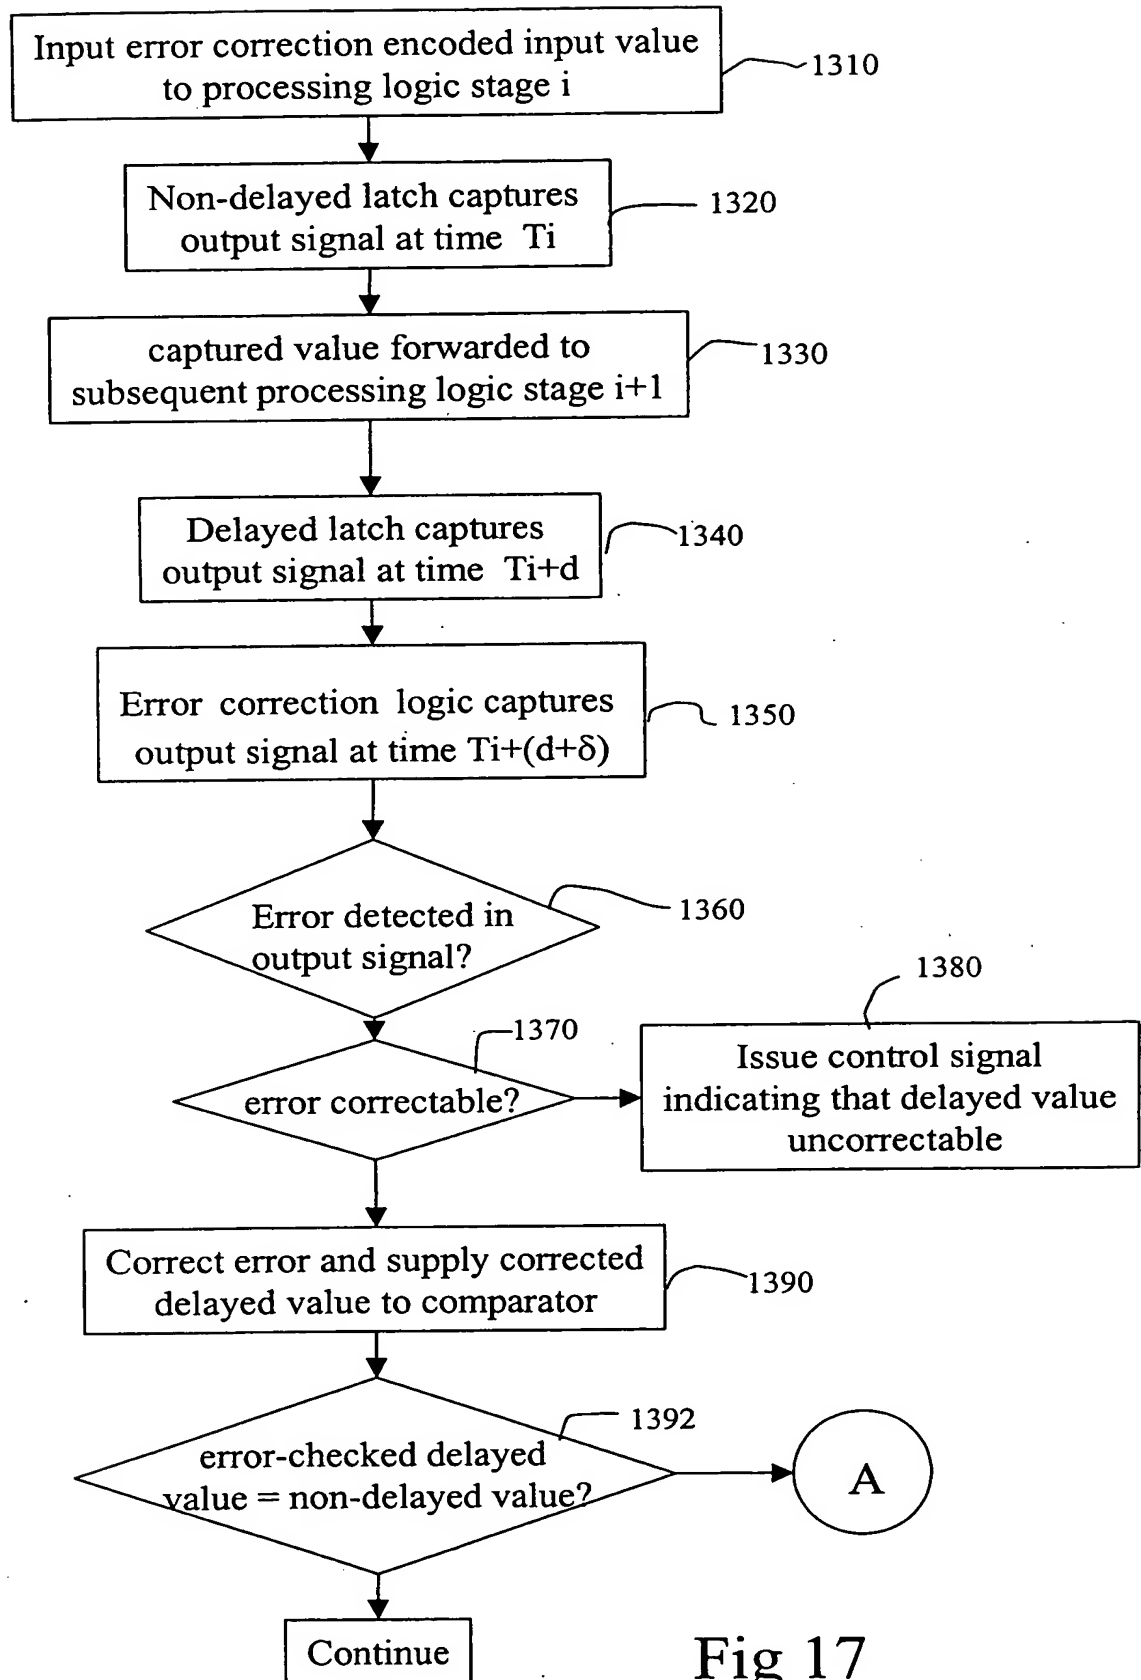 Input error correction encoded input value
to processing logic stage i
1310
Non-delayed latch captures
output signal at time Ti
1320
captured value forwarded to
subsequent processing logic stage i+1
1330
Delayed latch captures
output signal at time Ti+d
1340
Error correction logic captures
output signal at time Ti+(d+δ)
1350
Error detected in
output signal?
1360
1380
1370
error correctable?
Issue control signal
indicating that delayed value
uncorrectable
Correct error and supply corrected
delayed value to comparator
1390
1392
error-checked delayed
value = non-delayed value?
A
Continue
Fig 17